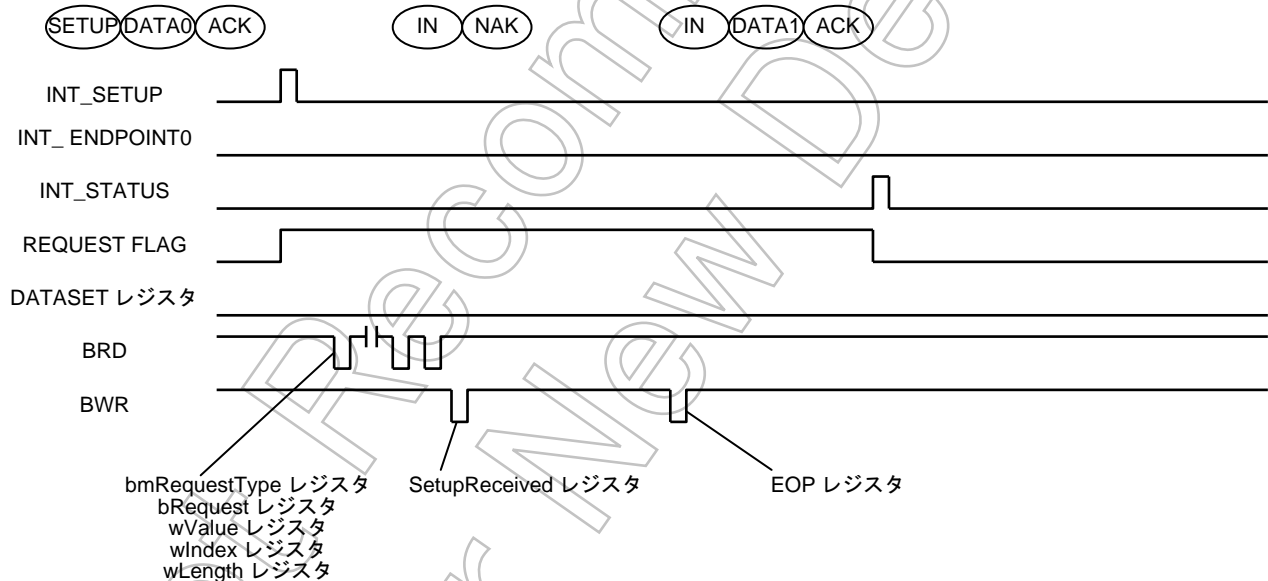 SETUP DATA0 ACK IN NAK IN DATA1 ACK
INT_SETUP
INT_ ENDPOINT0
INT_STATUS
REQUEST FLAG
DATASET レジスタ
BRD
BWR
bmRequestType レジスタ SetupReceived レジスタ EOP レジスタ
bRequest レジスタ
wValue レジスタ
wIndex レジスタ
wLength レジスタ